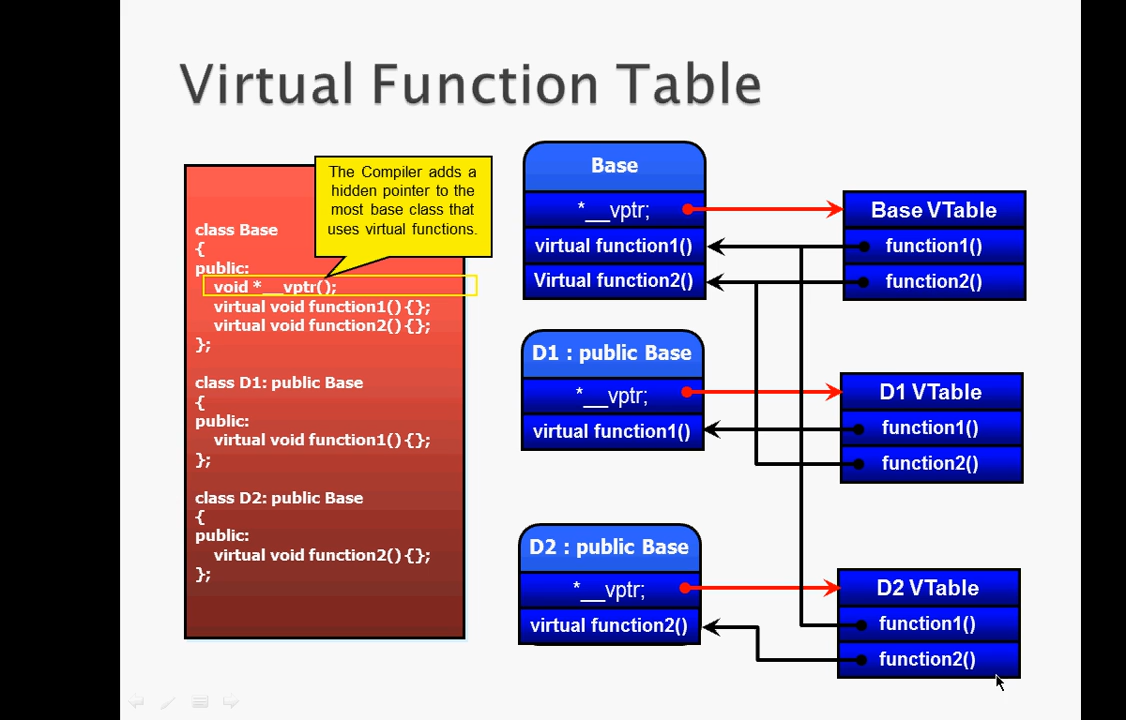 Virtual Function Table
The Compiler adds a
hidden pointer to the
most base class that
uses virtual functions.
class Base
{
public:
void *__vptr();
virtual void function1(){};
virtual void function2(){};
};
class D1: public Base
{
public:
virtual void function1(){};
};
class D2: public Base
{
public:
virtual void function2(){};
};
Base
*__vptr;
virtual function1()
Virtual function2()
Base VTable
function1()
function2()
D1 : public Base
*__vptr;
virtual function1()
D1 VTable
function1()
function2()
D2 : public Base
*__vptr;
virtual function2()
D2 VTable
function1()
function2()